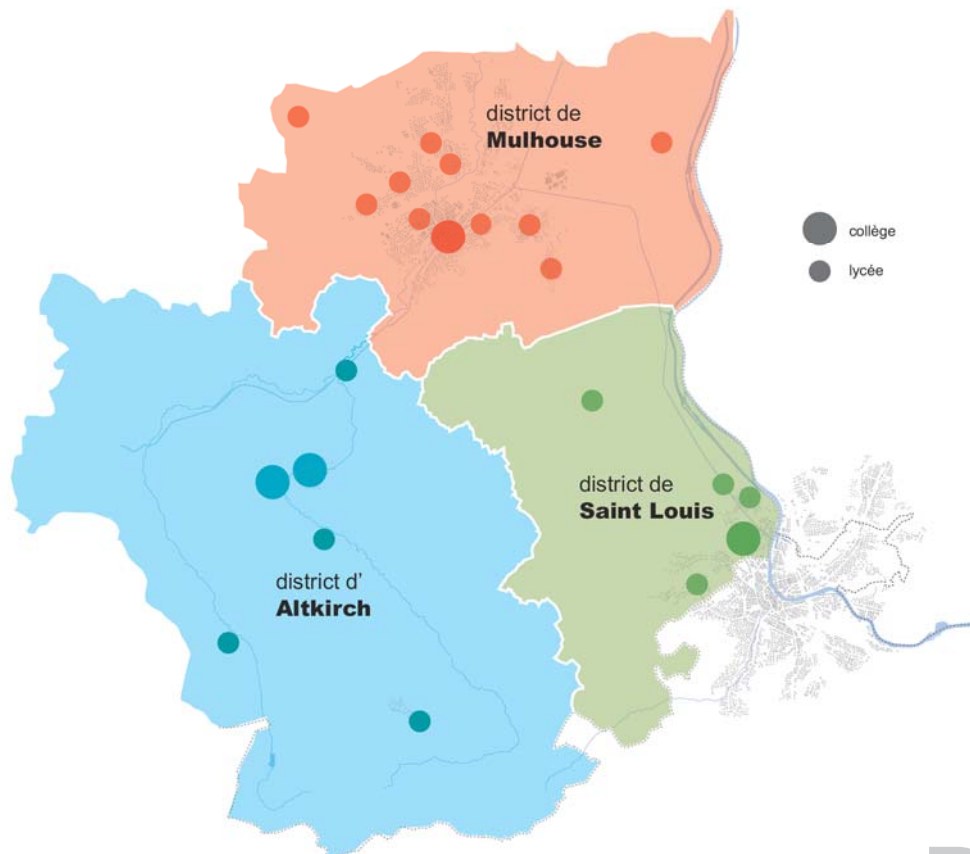 district de
Mulhouse
collège
lycée
district de
Saint Louis
district d’
Altkirch